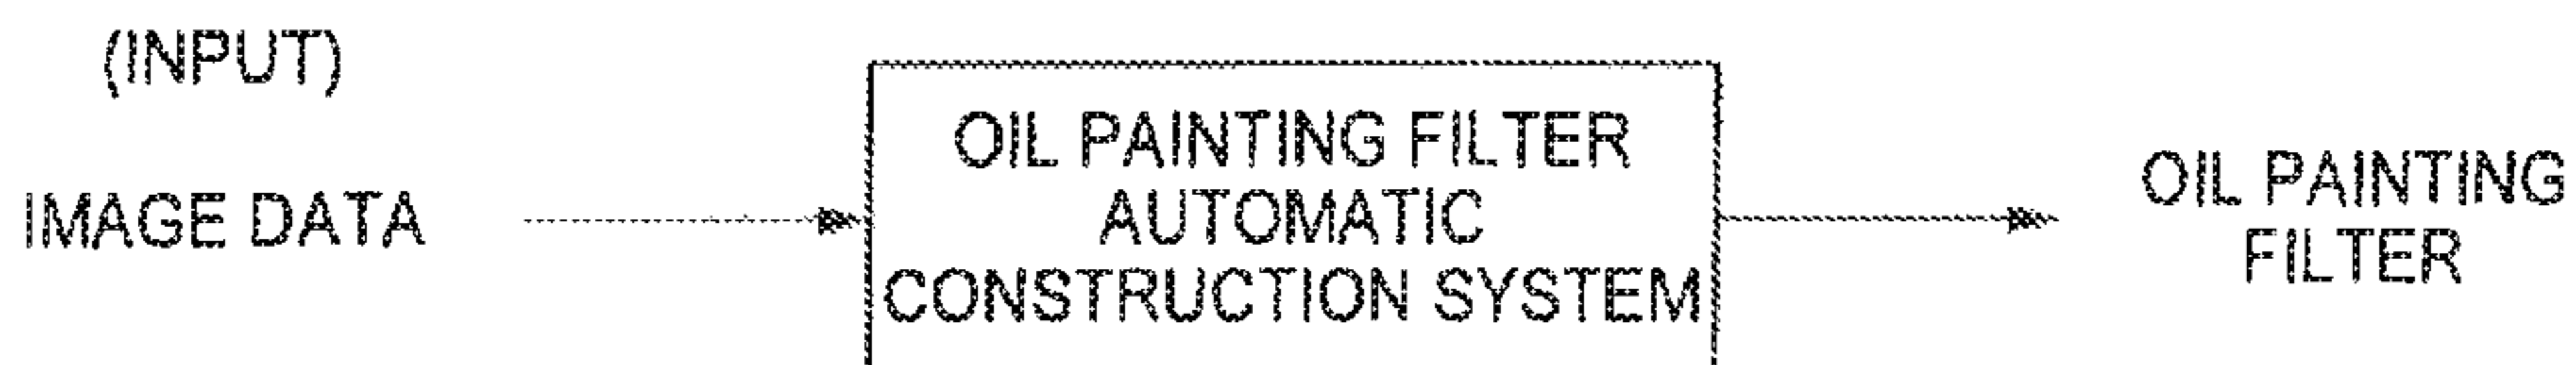 (INPUT)
IMAGE DATA
OIL PAINTING FILTER
AUTOMATIC
CONSTRUCTION SYSTEM
OIL PAINTING
FILTER